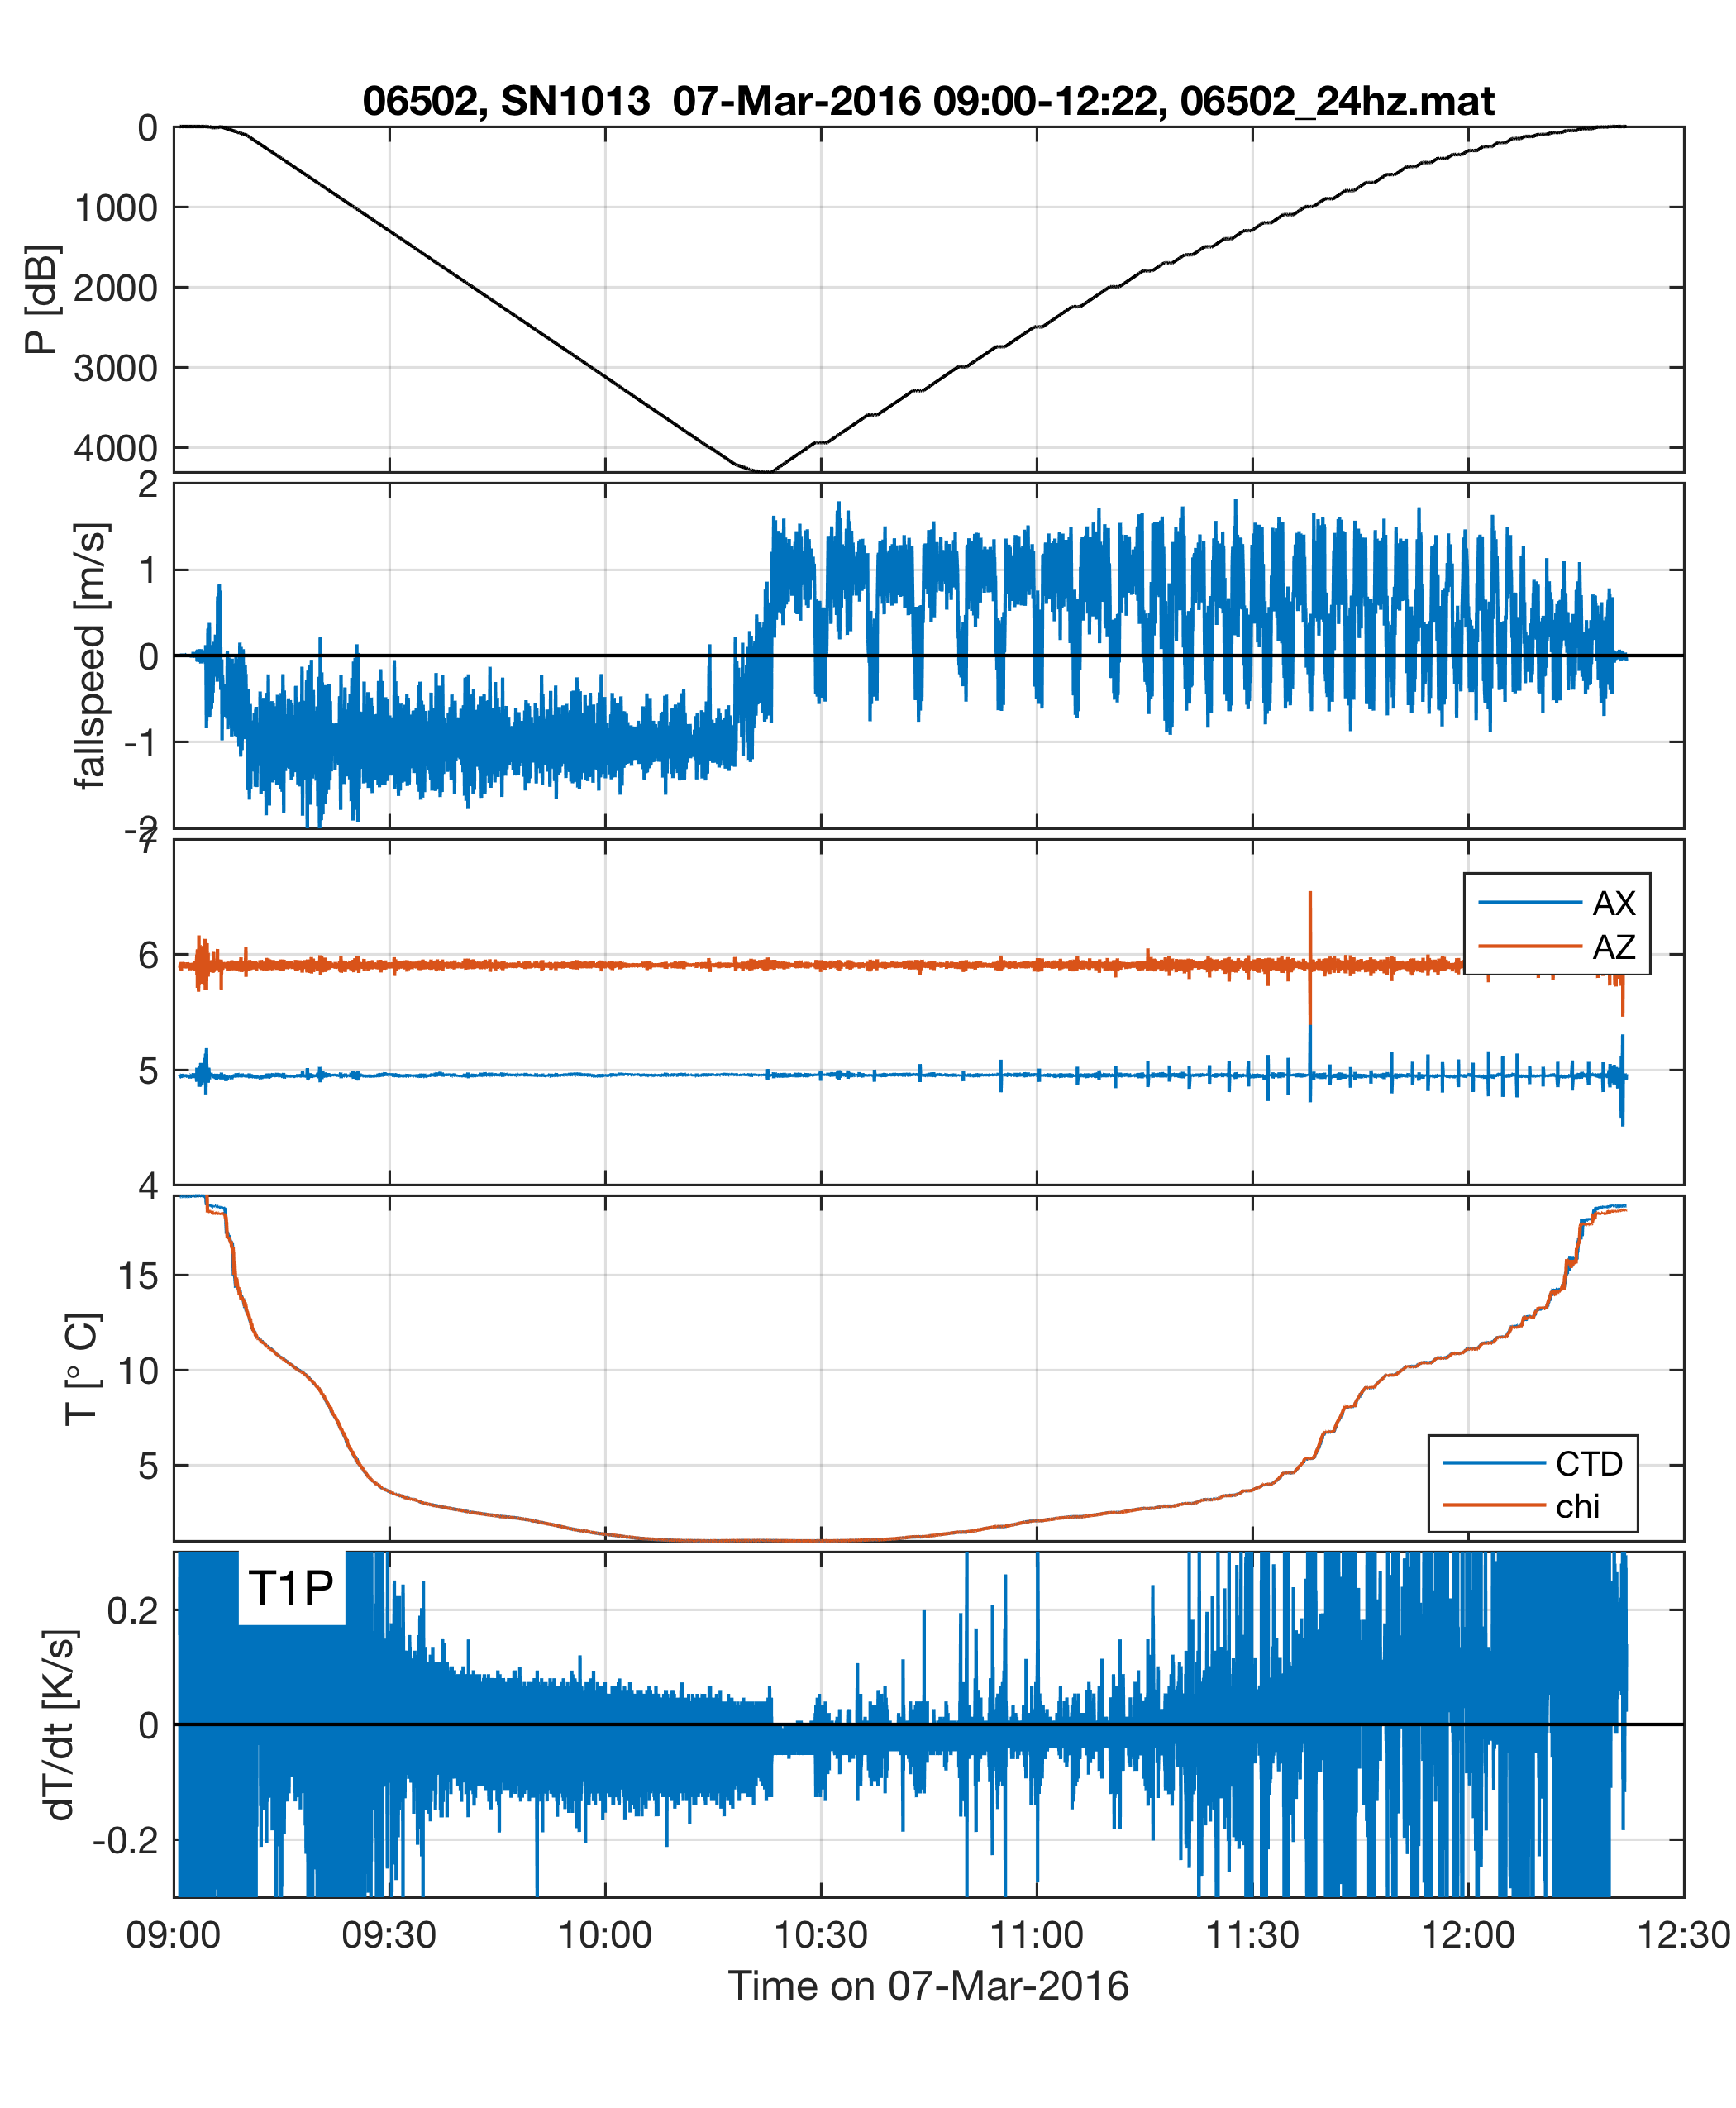 06502, SN1013  07-Mar-2016 09:00-12:22, 06502_24hz.mat
0
1000
2000
3000
4000
P [dB]
2
1
0
-1
-2
fallspeed [m/s]
7
6
5
4
AX
AZ
15
10
5
T [° C]
CTD
chi
T1P
0.2
0
-0.2
dT/dt [K/s]
09:00 09:30 10:00 10:30 11:00 11:30 12:00 12:30
Time on 07-Mar-2016